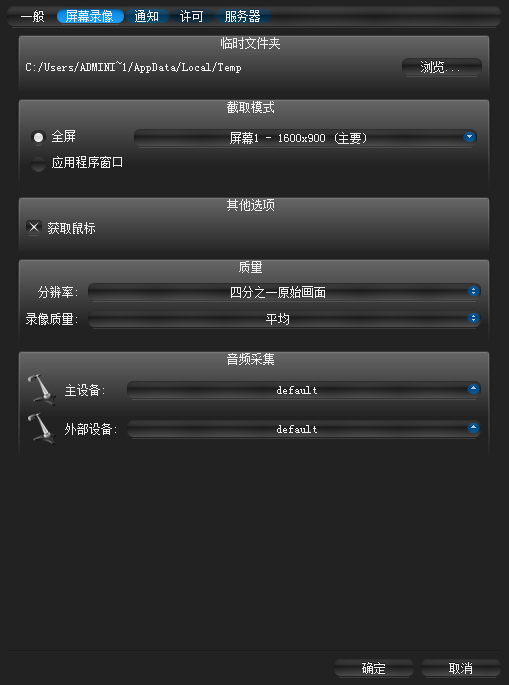 一般 屏幕录像 通知 许可 服务器
临时文件夹
C:/Users/ADMINI~1/AppData/Local/Temp 浏览...
截取模式
全屏 屏幕1 - 1600x900 (主要)
应用程序窗口
其他选项
获取鼠标
质量
分辨率: 四分之一原始画面
录像质量: 平均
音频采集
主设备: default
外部设备: default
确定 取消